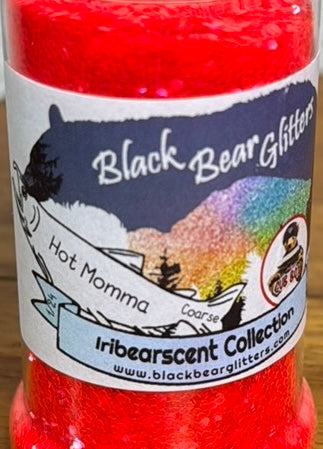 Black Bear Glitters
Hot Momma
Coarse
Iribearscent Collection
www.blackbearglitters.com